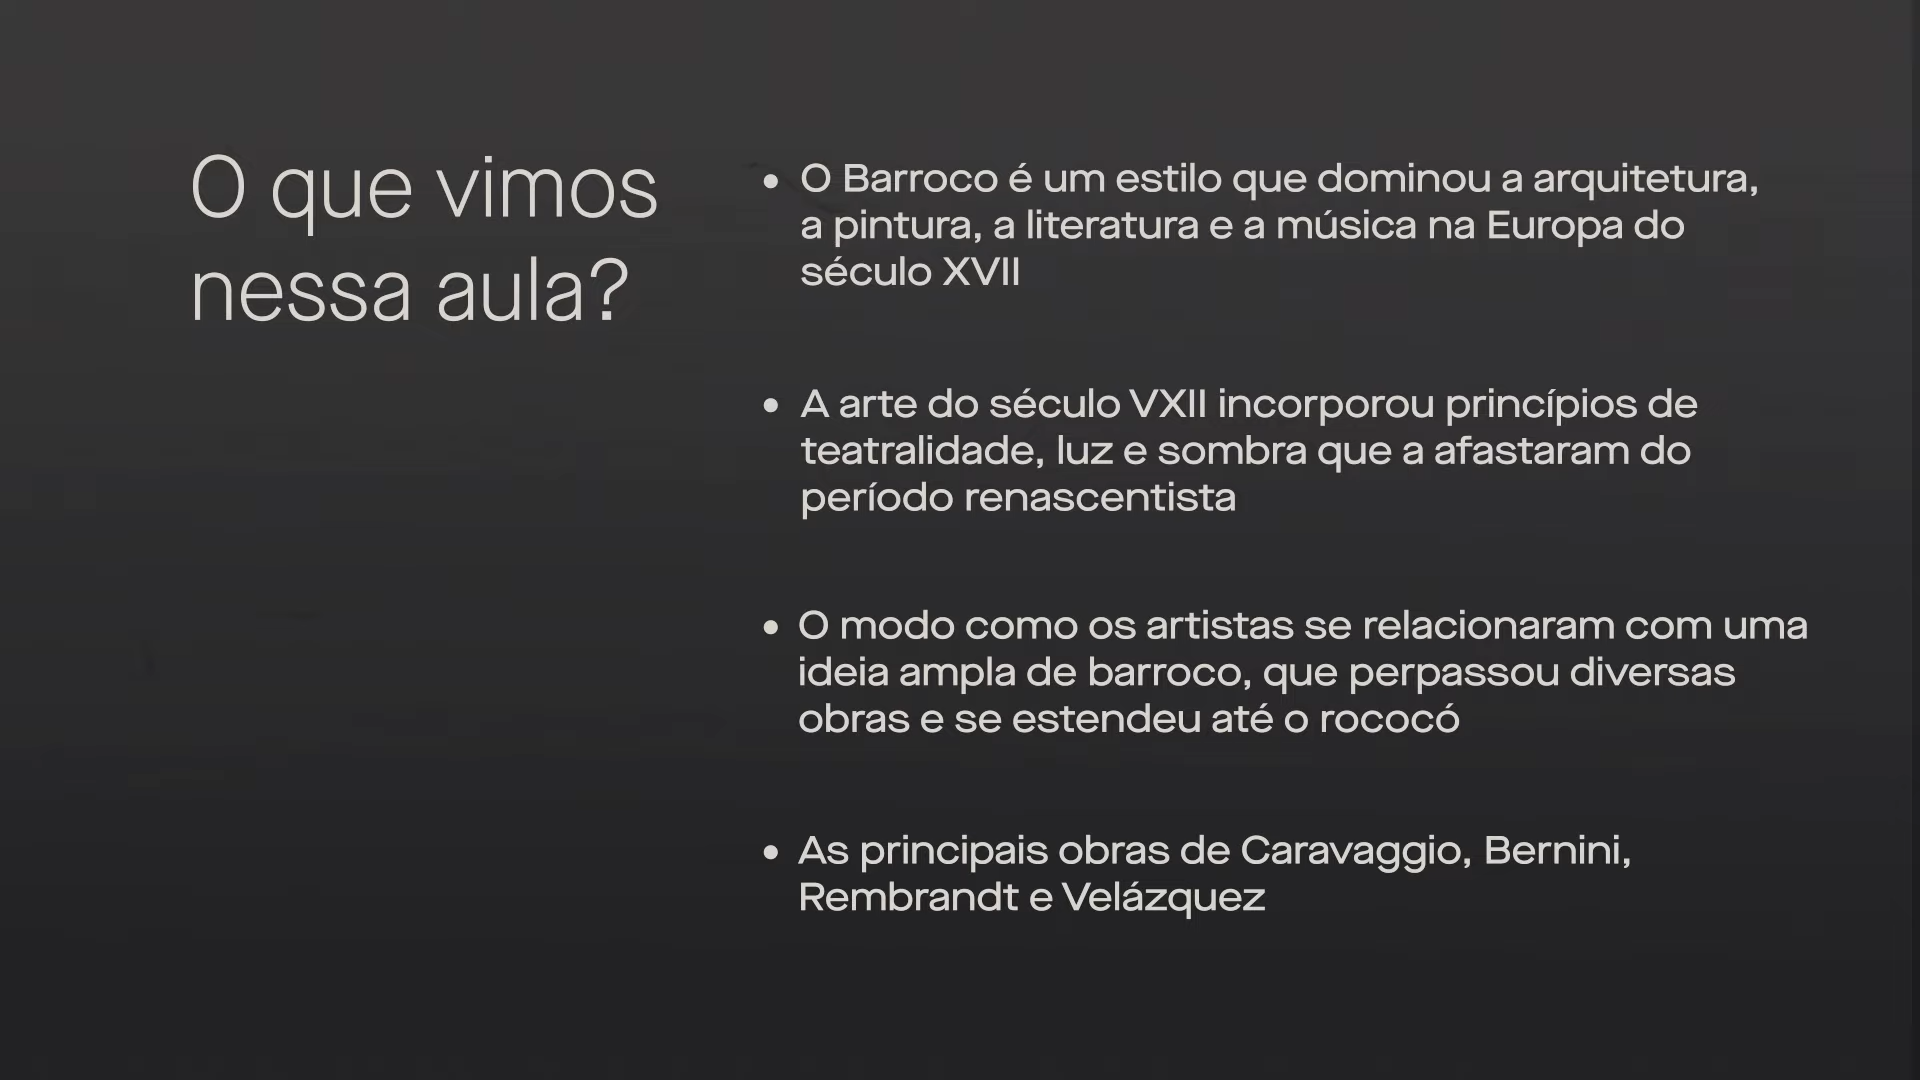 O que vimos
nessa aula?
• O Barroco é um estilo que dominou a arquitetura,
a pintura, a literatura e a música na Europa do
século XVII
• A arte do século VXII incorporou princípios de
teatralidade, luz e sombra que a afastaram do
período renascentista
• O modo como os artistas se relacionaram com uma
ideia ampla de barroco, que perpassou diversas
obras e se estendeu até o rococó
• As principais obras de Caravaggio, Bernini,
Rembrandt e Velázquez